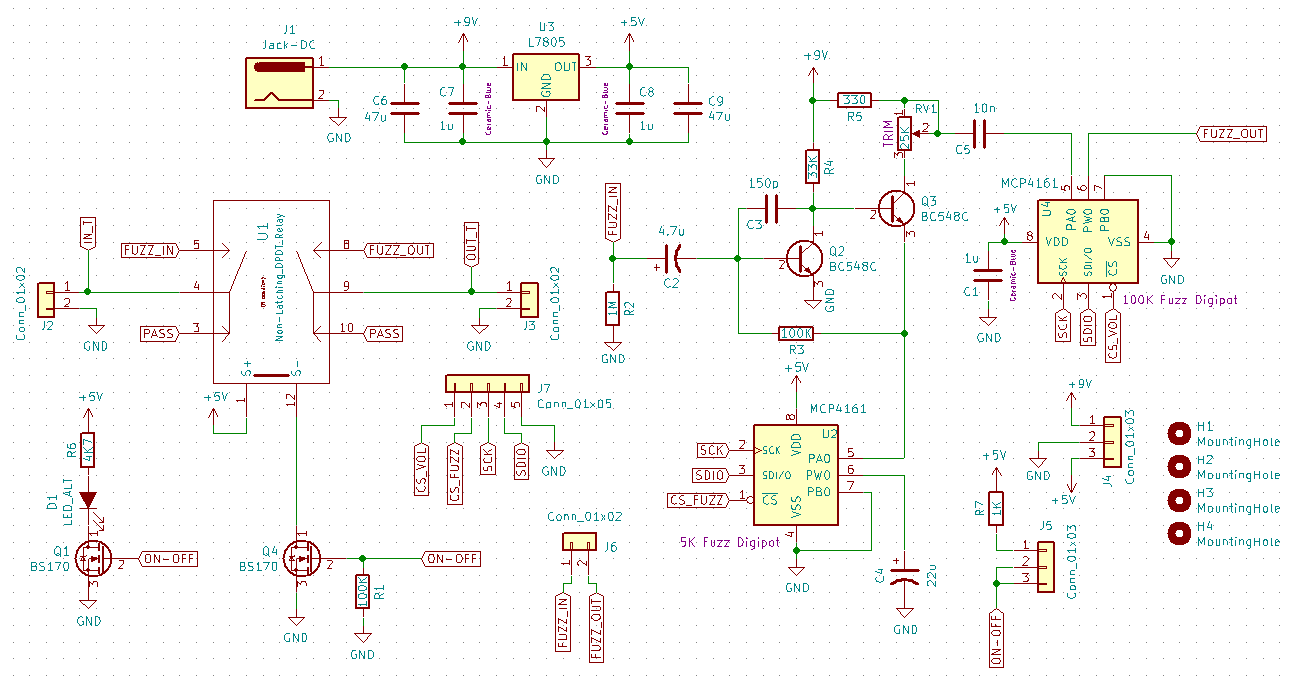 J1
Jack-DC
1
2
GND
+9V
C6
47u
C7
1u
Ceramic-Blue
U3
L7805
1
IN
OUT
3
GND
2
GND
+5V
Ceramic-Blue
C8
1u
C9
47u
+9V
330
R5
33K
R4
TRIM
25K
RV1
1
2
3
10n
C5
150p
C3
Q3
BC548C
1
2
3
Q2
BC548C
1
2
3
GND
FUZZ_IN
4.7u
+
C2
1M
R2
GND
100K
R3
MCP4161
U4
5
6
7
PA0
PW0
PB0
8
VDD
VSS
4
SCK
SDI/O
CS
2
3
1
SCK
SDIO
CS_VOL
100K Fuzz Digipot
FUZZ_OUT
GND
+5V
1u
C1
Ceramic-Blue
GND
IN_T
OUT_T
U1
Non-Latching_DPDT_Relay
FUZZ_IN
5
8
FUZZ_OUT
4
9
PASS
3
10
PASS
S+
S-
1
12
+5V
Conn_01x02
J2
1
2
GND
Conn_01x02
J3
1
2
GND
+5V
R6
4K7
D1
LED_ALT
Q1
BS170
1
2
3
ON-OFF
GND
Q4
BS170
1
2
3
ON-OFF
100K
R1
GND
GND
J7
Conn_01x05
1
2
3
4
5
CS_VOL
CS_FUZZ
SCK
SDIO
GND
Conn_01x02
J6
1
2
FUZZ_IN
FUZZ_OUT
+5V
MCP4161
U2
8
VDD
SCK
2
SCK
SDIO
3
SDI/O
CS_FUZZ
1
CS
PA0
5
PW0
6
PB0
7
VSS
4
5K Fuzz Digipot
GND
+
C4
22u
GND
+9V
1
2
3
J4
Conn_01x03
GND
+5V
+5V
R7
1K
J5
Conn_01x03
1
2
3
ON-OFF
H1
MountingHole
H2
MountingHole
H3
MountingHole
H4
MountingHole